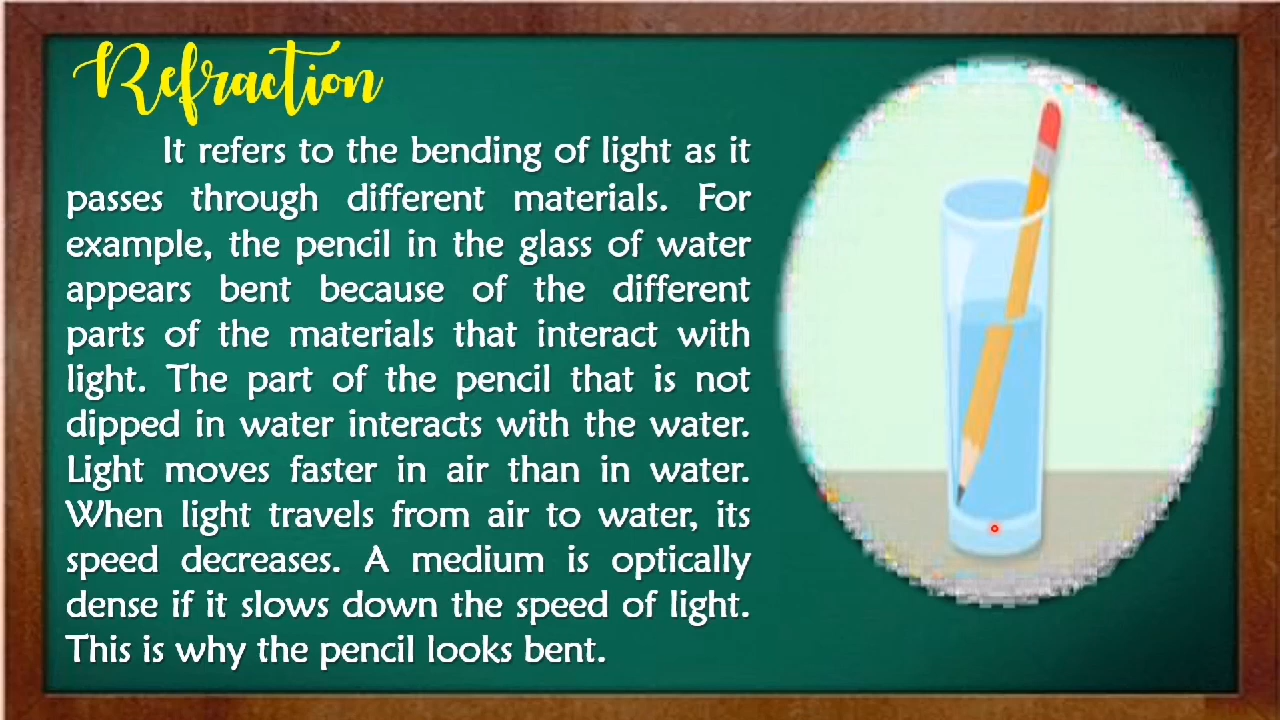 Refraction
It refers to the bending of light as it
passes through different materials. For
example, the pencil in the glass of water
appears bent because of the different
parts of the materials that interact with
light. The part of the pencil that is not
dipped in water interacts with the water.
Light moves faster in air than in water.
When light travels from air to water, its
speed decreases. A medium is optically
dense if it slows down the speed of light.
This is why the pencil looks bent.